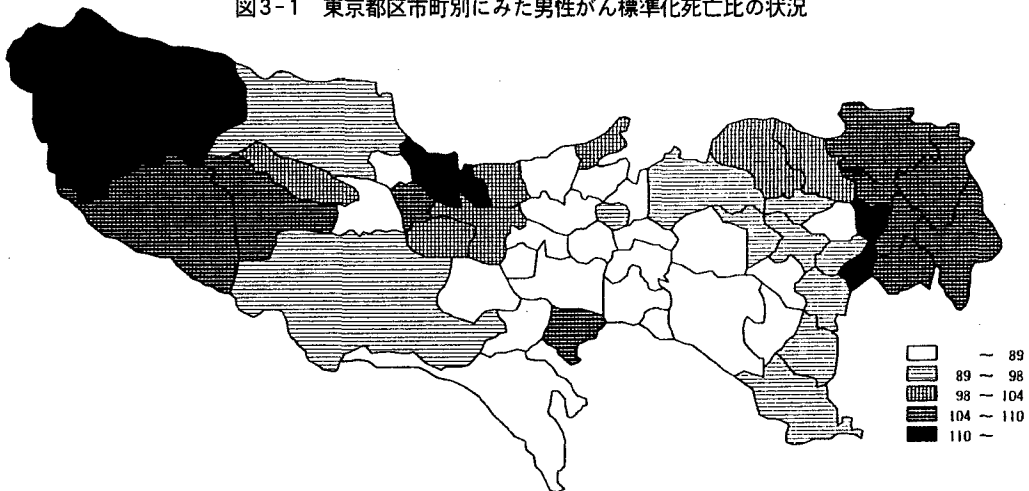 図3-1 東京都区市町別にみた男性がん標準化死亡比の状況
～ 89
89 ～ 98
98 ～ 104
104 ～ 110
110 ～